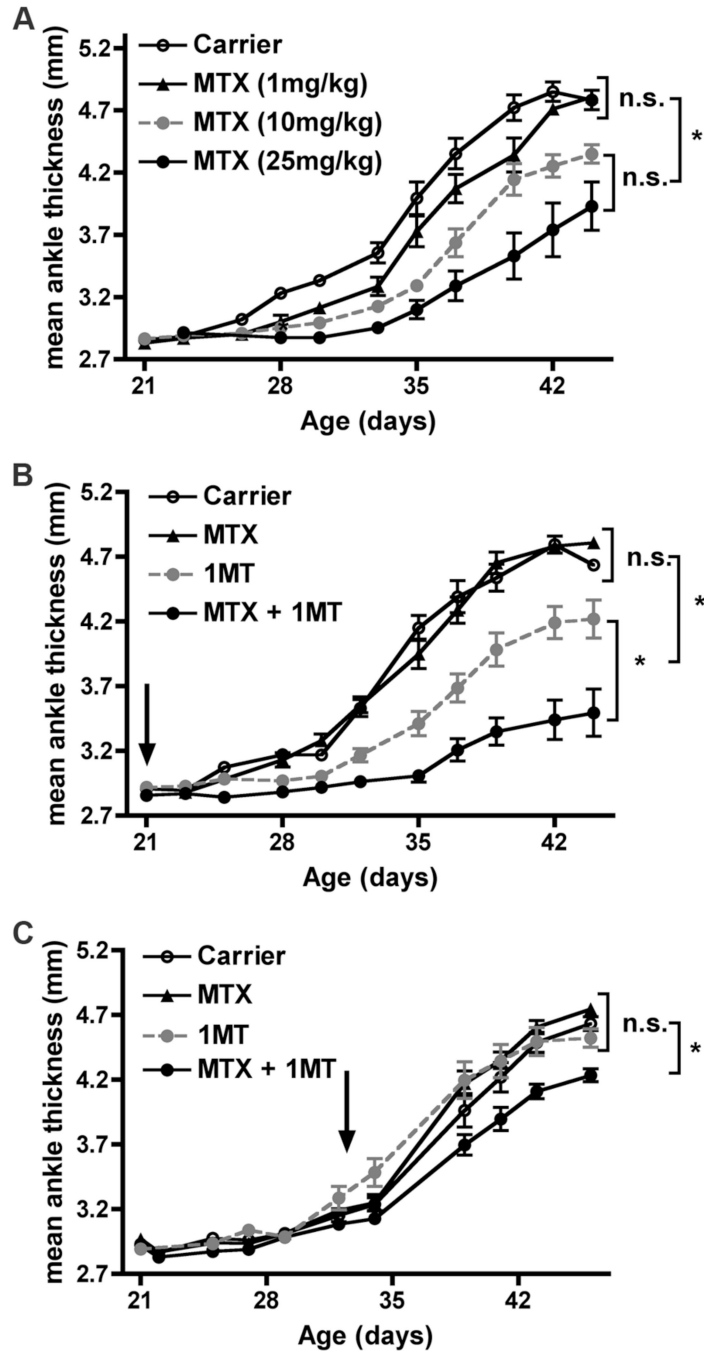 A
mean ankle thickness (mm)
5.2
4.7
4.2
3.7
3.2
2.7
Carrier
MTX (1mg/kg)
MTX (10mg/kg)
MTX (25mg/kg)
n.s.
*
n.s.
21 28 35 42
Age (days)
B
mean ankle thickness (mm)
5.2
4.7
4.2
3.7
3.2
2.7
Carrier
MTX
1MT
MTX + 1MT
n.s.
*
*
21 28 35 42
Age (days)
C
mean ankle thickness (mm)
5.2
4.7
4.2
3.7
3.2
2.7
Carrier
MTX
1MT
MTX + 1MT
n.s.
*
21 28 35 42
Age (days)